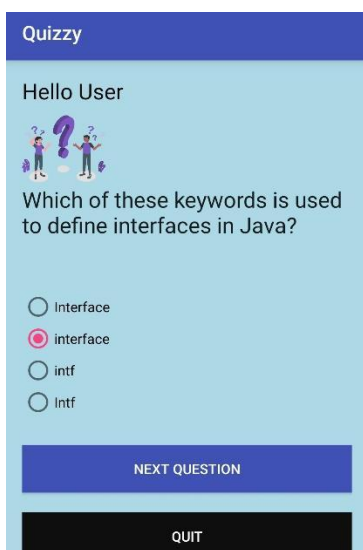 Quizzy
Hello User
Which of these keywords is used
to define interfaces in Java?
Interface
interface
intf
Intf
NEXT QUESTION
QUIT